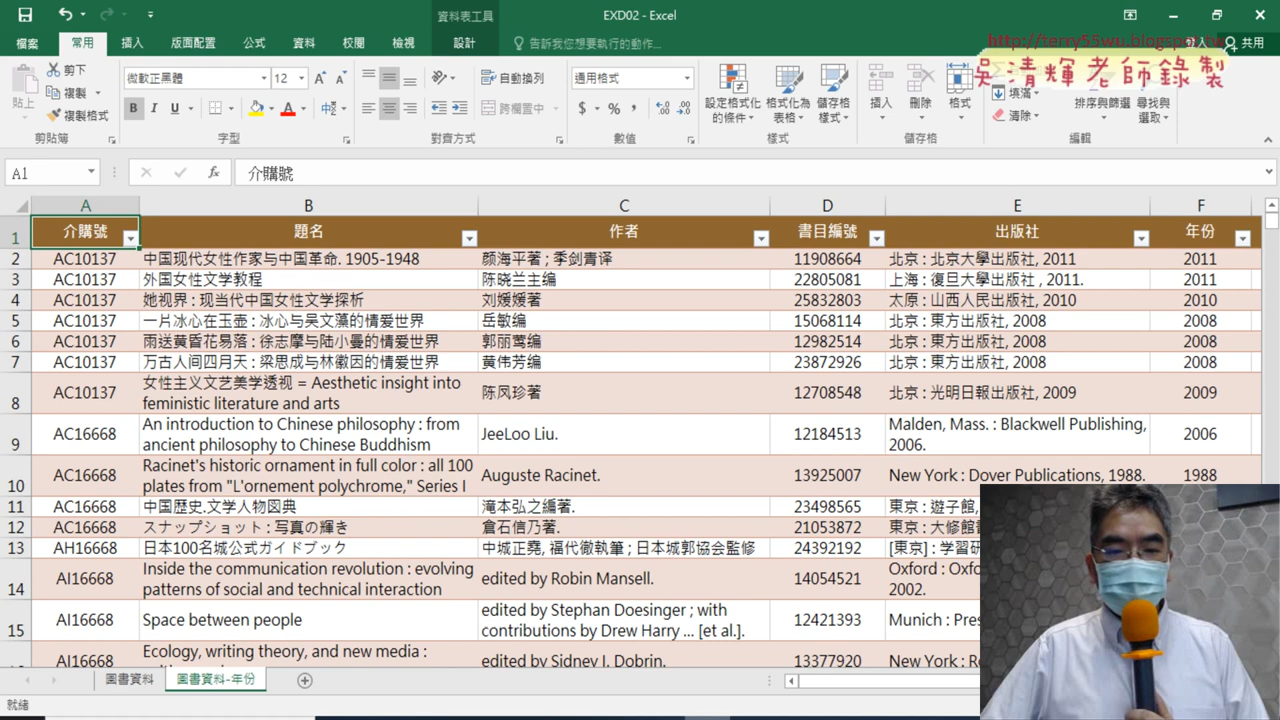 資料表工具
EXD02 - Excel
檔案 常用 插入 版面配置 公式 資料 校閱 檢視 設計 告訴我您想要執行的動作... 共用
http://terry55wu.blogspot.tw
吳清輝老師錄製
貼上 剪下 複製 複製格式 剪貼簿
微軟正黑體 12 B I U 字型
自動換列 跨欄置中 對齊方式
通用格式 $ % 數值
設定格式化的條件 格式化為表格 儲存格樣式 樣式
插入 刪除 格式 儲存格
填滿 清除 排序與篩選 尋找與選取 編輯
A1 fx 介購號
A B C D E F
1 介購號 題名 作者 書目編號 出版社 年份
2 AC10137 中国现代女性作家与中国革命. 1905-1948 颜海平著 ; 季剑青译 11908664 北京 : 北京大學出版社, 2011 2011
3 AC10137 外国女性文学教程 陈晓兰主编 22805081 上海 : 復旦大學出版社 , 2011. 2011
4 AC10137 她视界 : 现当代中国女性文学探析 刘媛媛著 25832803 太原 : 山西人民出版社, 2010 2010
5 AC10137 一片冰心在玉壶 : 冰心与吴文藻的情爱世界 岳敏编 15068114 北京 : 東方出版社, 2008 2008
6 AC10137 雨送黄昏花易落 : 徐志摩与陆小曼的情爱世界 郭丽莺编 12982514 北京 : 東方出版社, 2008 2008
7 AC10137 万古人间四月天 : 梁思成与林徽因的情爱世界 黄伟芳编 23872926 北京 : 東方出版社, 2008 2008
8 AC10137 女性主义文艺美学透视 = Aesthetic insight into feministic literature and arts 陈凤珍著 12708548 北京 : 光明日報出版社, 2009 2009
9 AC16668 An introduction to Chinese philosophy : from ancient philosophy to Chinese Buddhism JeeLoo Liu. 12184513 Malden, Mass. : Blackwell Publishing, 2006. 2006
10 AC16668 Racinet's historic ornament in full color : all 100 plates from "L'ornement polychrome," Series I Auguste Racinet. 13925007 New York : Dover Publications, 1988. 1988
11 AC16668 中国歴史.文学人物図典 滝本弘之編著. 23498565 東京 : 遊子館,
12 AC16668 スナップショット : 写真の輝き 倉石信乃著. 21053872 東京 : 大修館
13 AH16668 日本100名城公式ガイドブック 中城正堯, 福代徹執筆 ; 日本城郭協会監修 24392192 [東京] : 学習研
14 AI16668 Inside the communication revolution : evolving patterns of social and technical interaction edited by Robin Mansell. 14054521 Oxford : Oxfo 2002.
15 AI16668 Space between people edited by Stephan Doesinger ; with contributions by Drew Harry ... [et al.]. 12421393 Munich : Pres
AI16668 Ecology, writing theory, and new media : edited by Sidney I. Dobrin. 13377920 New
圖書資料 圖書資料-年份
就緒